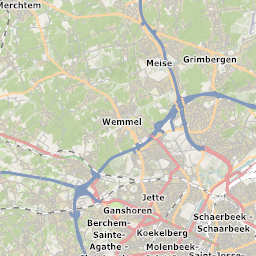 Merchtem
Meise
Grimbergen
Wemmel
Jette
Ganshoren
Berchem-
Sainte-
Agathe -
Koekelberg
Molenbeek-
Schaerbeek -
Schaarbeek
Saint-Josse-